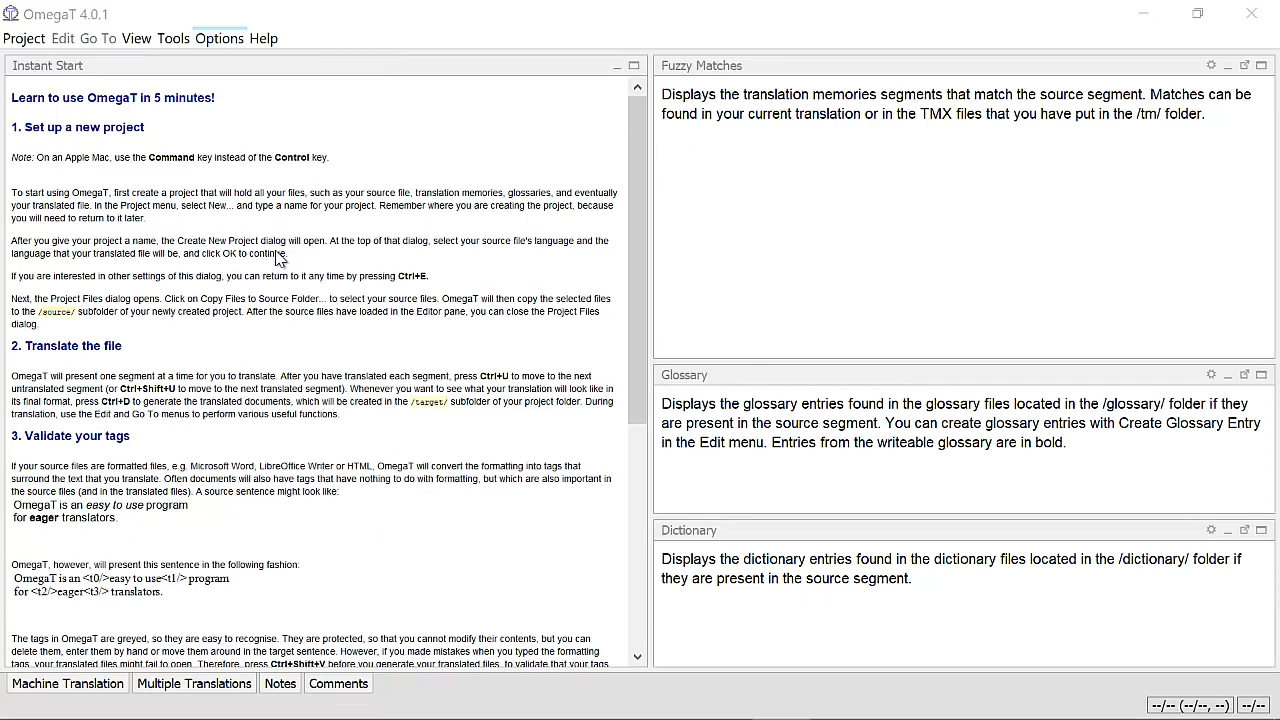 OmegaT 4.0.1
Project Edit Go To View Tools Options Help
Instant Start
Learn to use OmegaT in 5 minutes!
1. Set up a new project
Note: On an Apple Mac, use the Command key instead of the Control key.
To start using OmegaT, first create a project that will hold all your files, such as your source file, translation memories, glossaries, and eventually
your translated file. In the Project menu, select New... and type a name for your project. Remember where you are creating the project, because
you will need to return to it later.
After you give your project a name, the Create New Project dialog will open. At the top of that dialog, select your source file's language and the
language that your translated file will be, and click OK to continue.
If you are interested in other settings of this dialog, you can return to it any time by pressing Ctrl+E.
Next, the Project Files dialog opens. Click on Copy Files to Source Folder... to select your source files. OmegaT will then copy the selected files
to the /source/ subfolder of your newly created project. After the source files have loaded in the Editor pane, you can close the Project Files
dialog.
2. Translate the file
OmegaT will present one segment at a time for you to translate. After you have translated each segment, press Ctrl+U to move to the next
untranslated segment (or Ctrl+Shift+U to move to the next translated segment). Whenever you want to see what your translation will look like in
its final format, press Ctrl+D to generate the translated documents, which will be created in the /target/ subfolder of your project folder. During
translation, use the Edit and Go To menus to perform various useful functions.
3. Validate your tags
If your source files are formatted files, e.g. Microsoft Word, LibreOffice Writer or HTML, OmegaT will convert the formatting into tags that
surround the text that you translate. Often documents will also have tags that have nothing to do with formatting, but which are also important in
the source files (and in the translated files). A source sentence might look like:
OmegaT is an easy to use program
for eager translators.
OmegaT, however, will present this sentence in the following fashion:
OmegaT is an <t0/>easy to use<t1/> program
for <t2/>eager<t3/> translators.
The tags in OmegaT are greyed, so they are easy to recognise. They are protected, so that you cannot modify their contents, but you can
delete them, enter them by hand or move them around in the target sentence. However, if you made mistakes when you typed the formatting
tags, your translated files might fail to open. Therefore, press Ctrl+Shift+V before you generate your translated files, to validate that your tags
Fuzzy Matches
Displays the translation memories segments that match the source segment. Matches can be
found in your current translation or in the TMX files that you have put in the /tm/ folder.
Glossary
Displays the glossary entries found in the glossary files located in the /glossary/ folder if they
are present in the source segment. You can create glossary entries with Create Glossary Entry
in the Edit menu. Entries from the writeable glossary are in bold.
Dictionary
Displays the dictionary entries found in the dictionary files located in the /dictionary/ folder if
they are present in the source segment.
Machine Translation Multiple Translations Notes Comments
--/-- (--/--, --) --/--